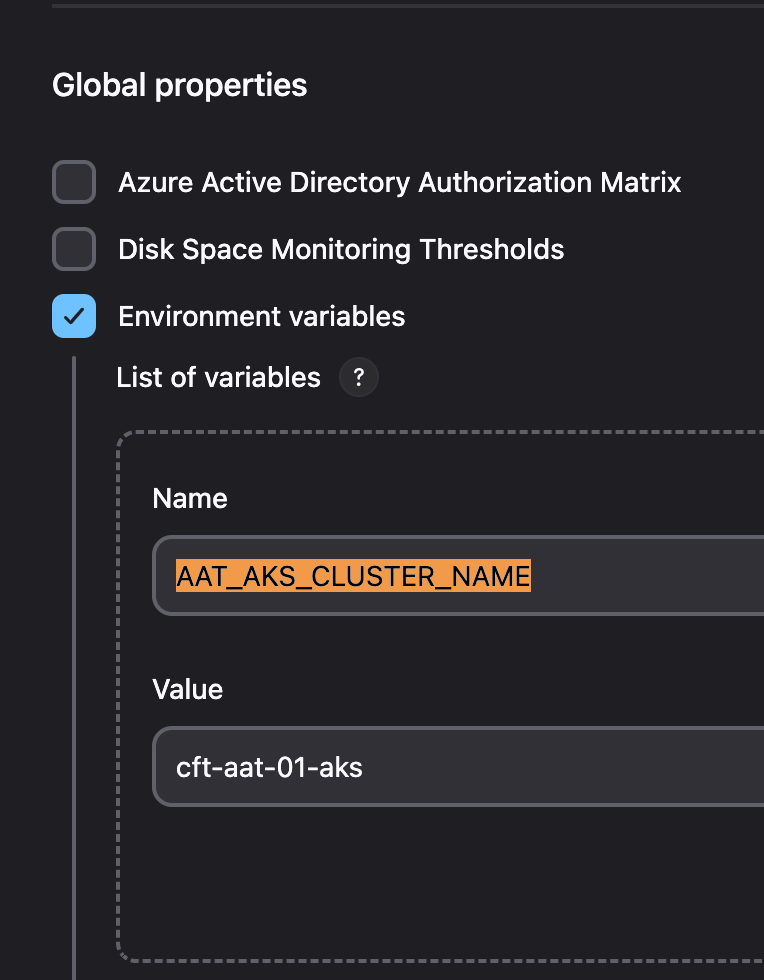 Global properties
Azure Active Directory Authorization Matrix
Disk Space Monitoring Thresholds
Environment variables
List of variables ?
Name
AAT_AKS_CLUSTER_NAME
Value
cft-aat-01-aks